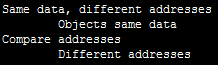 Same data, different addresses
Objects same data
Compare addresses
Different addresses